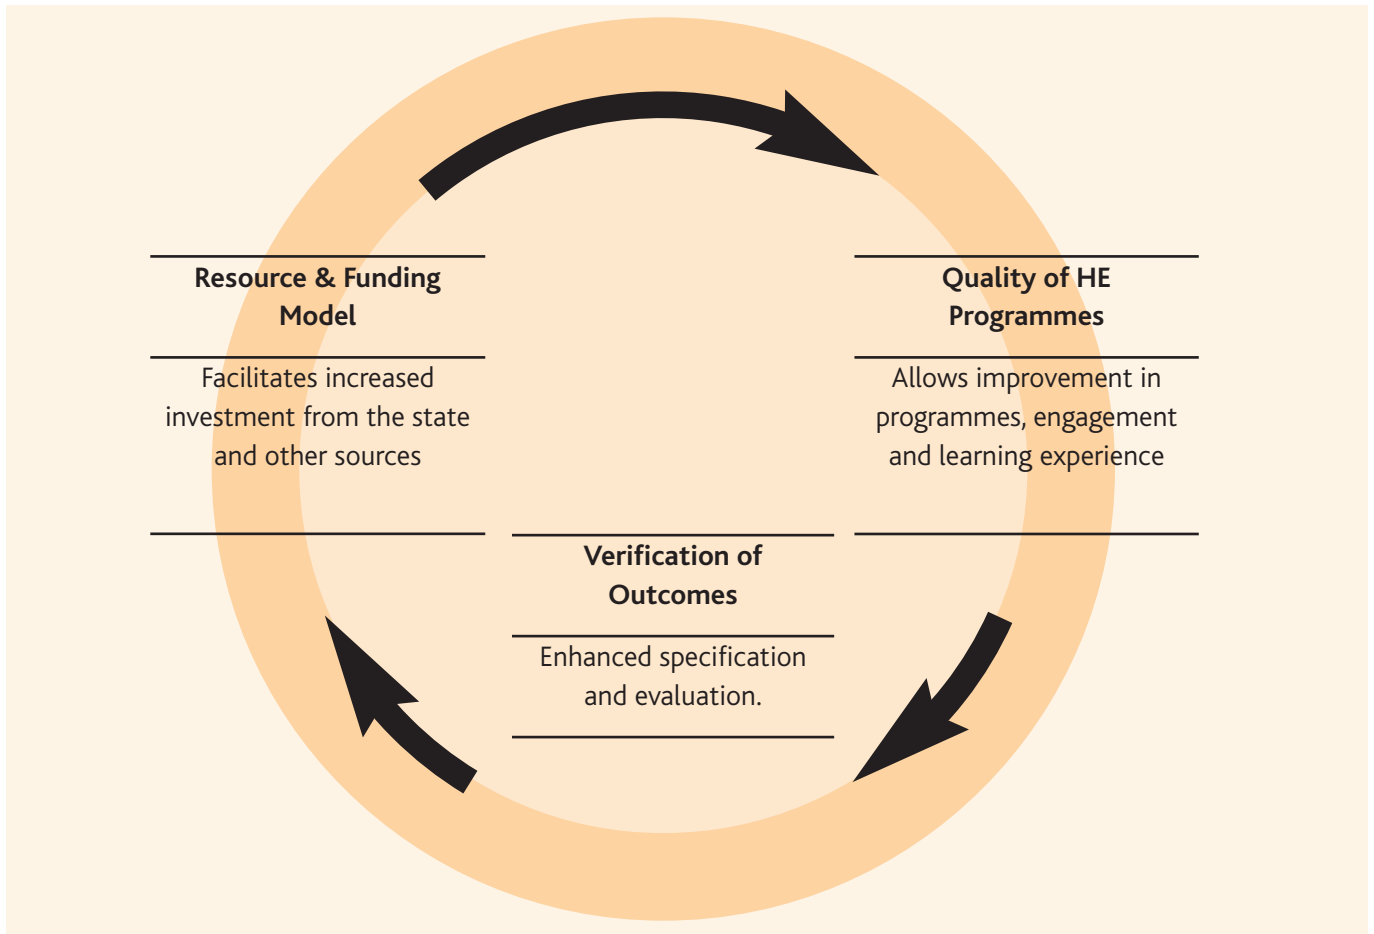 Resource & Funding
Model
Facilitates increased
investment from the state
and other sources
Quality of HE
Programmes
Allows improvement in
programmes, engagement
and learning experience
Verification of
Outcomes
Enhanced specification
and evaluation.